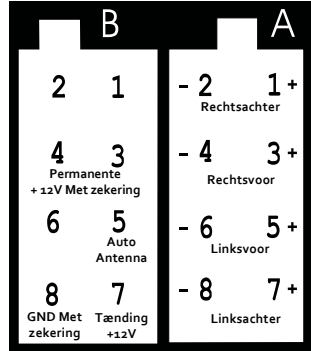 B
2 1
4 3
Permanente
+ 12V Met zekering
6 5
Auto
Antenna
8 7
GND Met Tænding
zekering +12V
A
- 2 1 +
Rechtsachter
- 4 3 +
Rechtsvoor
- 6 5 +
Linksvoor
- 8 7 +
Linksachter